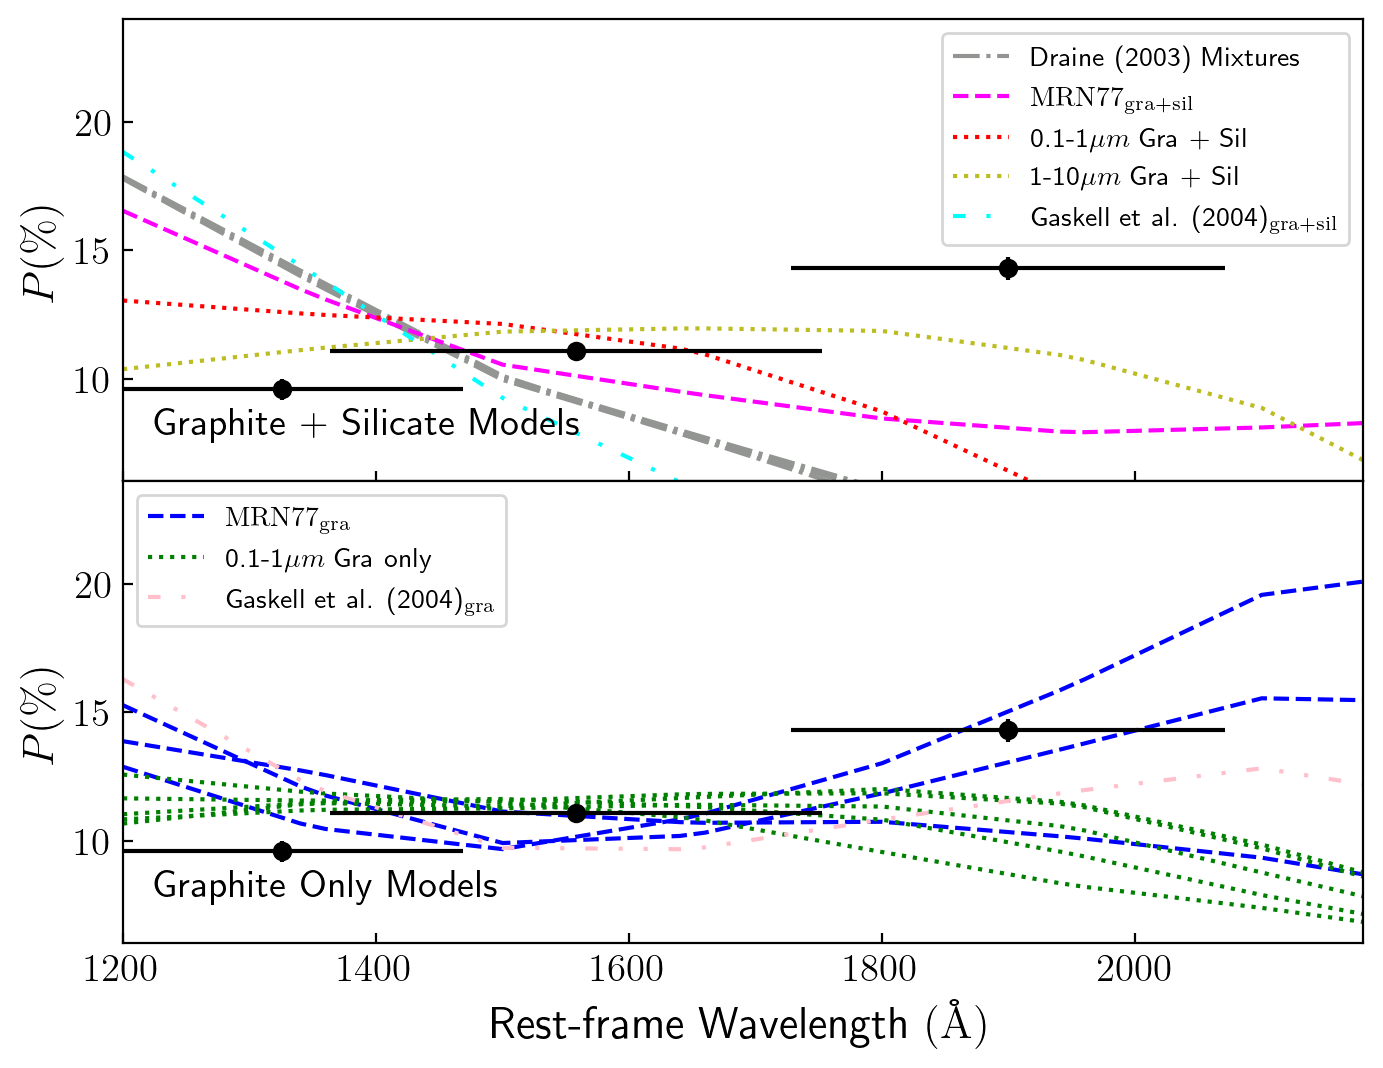 Draine (2003) Mixtures
MRN77gra+sil
0.1-1μm Gra + Sil
1-10μm Gra + Sil
Gaskell et al. (2004)gra+sil
20
15
10
P(%)
Graphite + Silicate Models
MRN77gra
0.1-1μm Gra only
Gaskell et al. (2004)gra
20
15
10
P(%)
Graphite Only Models
1200 1400 1600 1800 2000
Rest-frame Wavelength (Å)